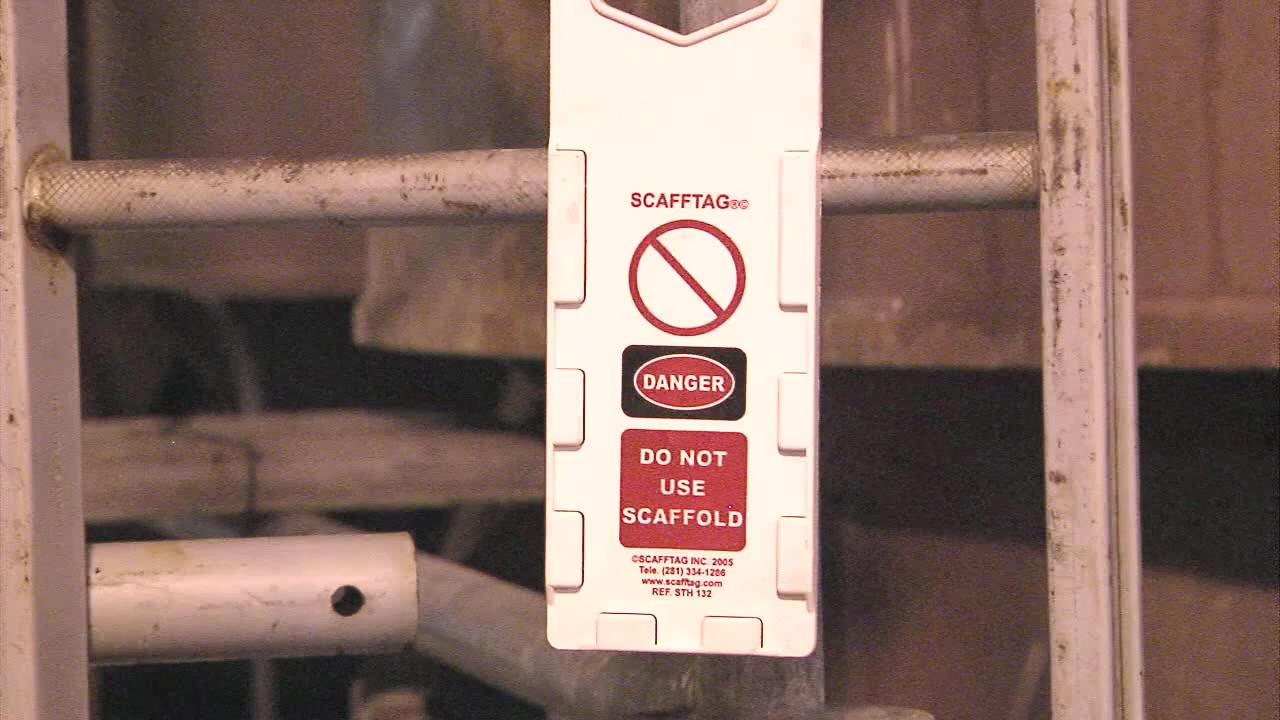 SCAFFTAG®©
DANGER
DO NOT
USE
SCAFFOLD
©SCAFFTAG INC. 2005
Tele. (281) 334-1286
www.scafftag.com
REF. STH 132